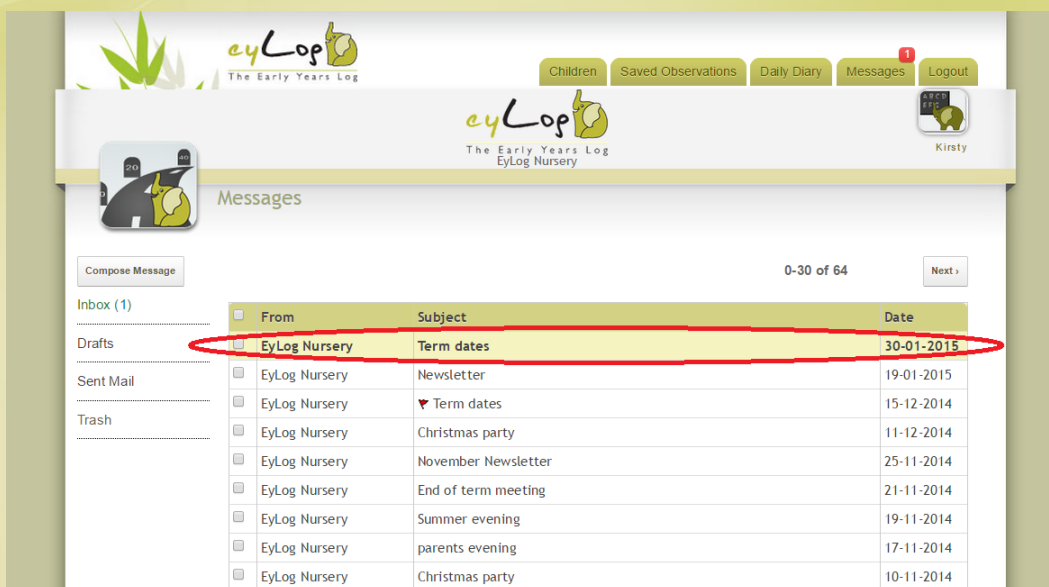 eyLog
The Early Years Log
Children Saved Observations Daily Diary Messages 1 Logout
eyLog
The Early Years Log
EyLog Nursery
ABCD
Kirsty
20 40
Messages
Compose Message 0-30 of 64 Next ›
Inbox (1)
Drafts
Sent Mail
Trash
From Subject Date
EyLog Nursery Term dates 30-01-2015
EyLog Nursery Newsletter 19-01-2015
EyLog Nursery Term dates 15-12-2014
EyLog Nursery Christmas party 11-12-2014
EyLog Nursery November Newsletter 25-11-2014
EyLog Nursery End of term meeting 21-11-2014
EyLog Nursery Summer evening 19-11-2014
EyLog Nursery parents evening 17-11-2014
EyLog Nursery Christmas party 10-11-2014